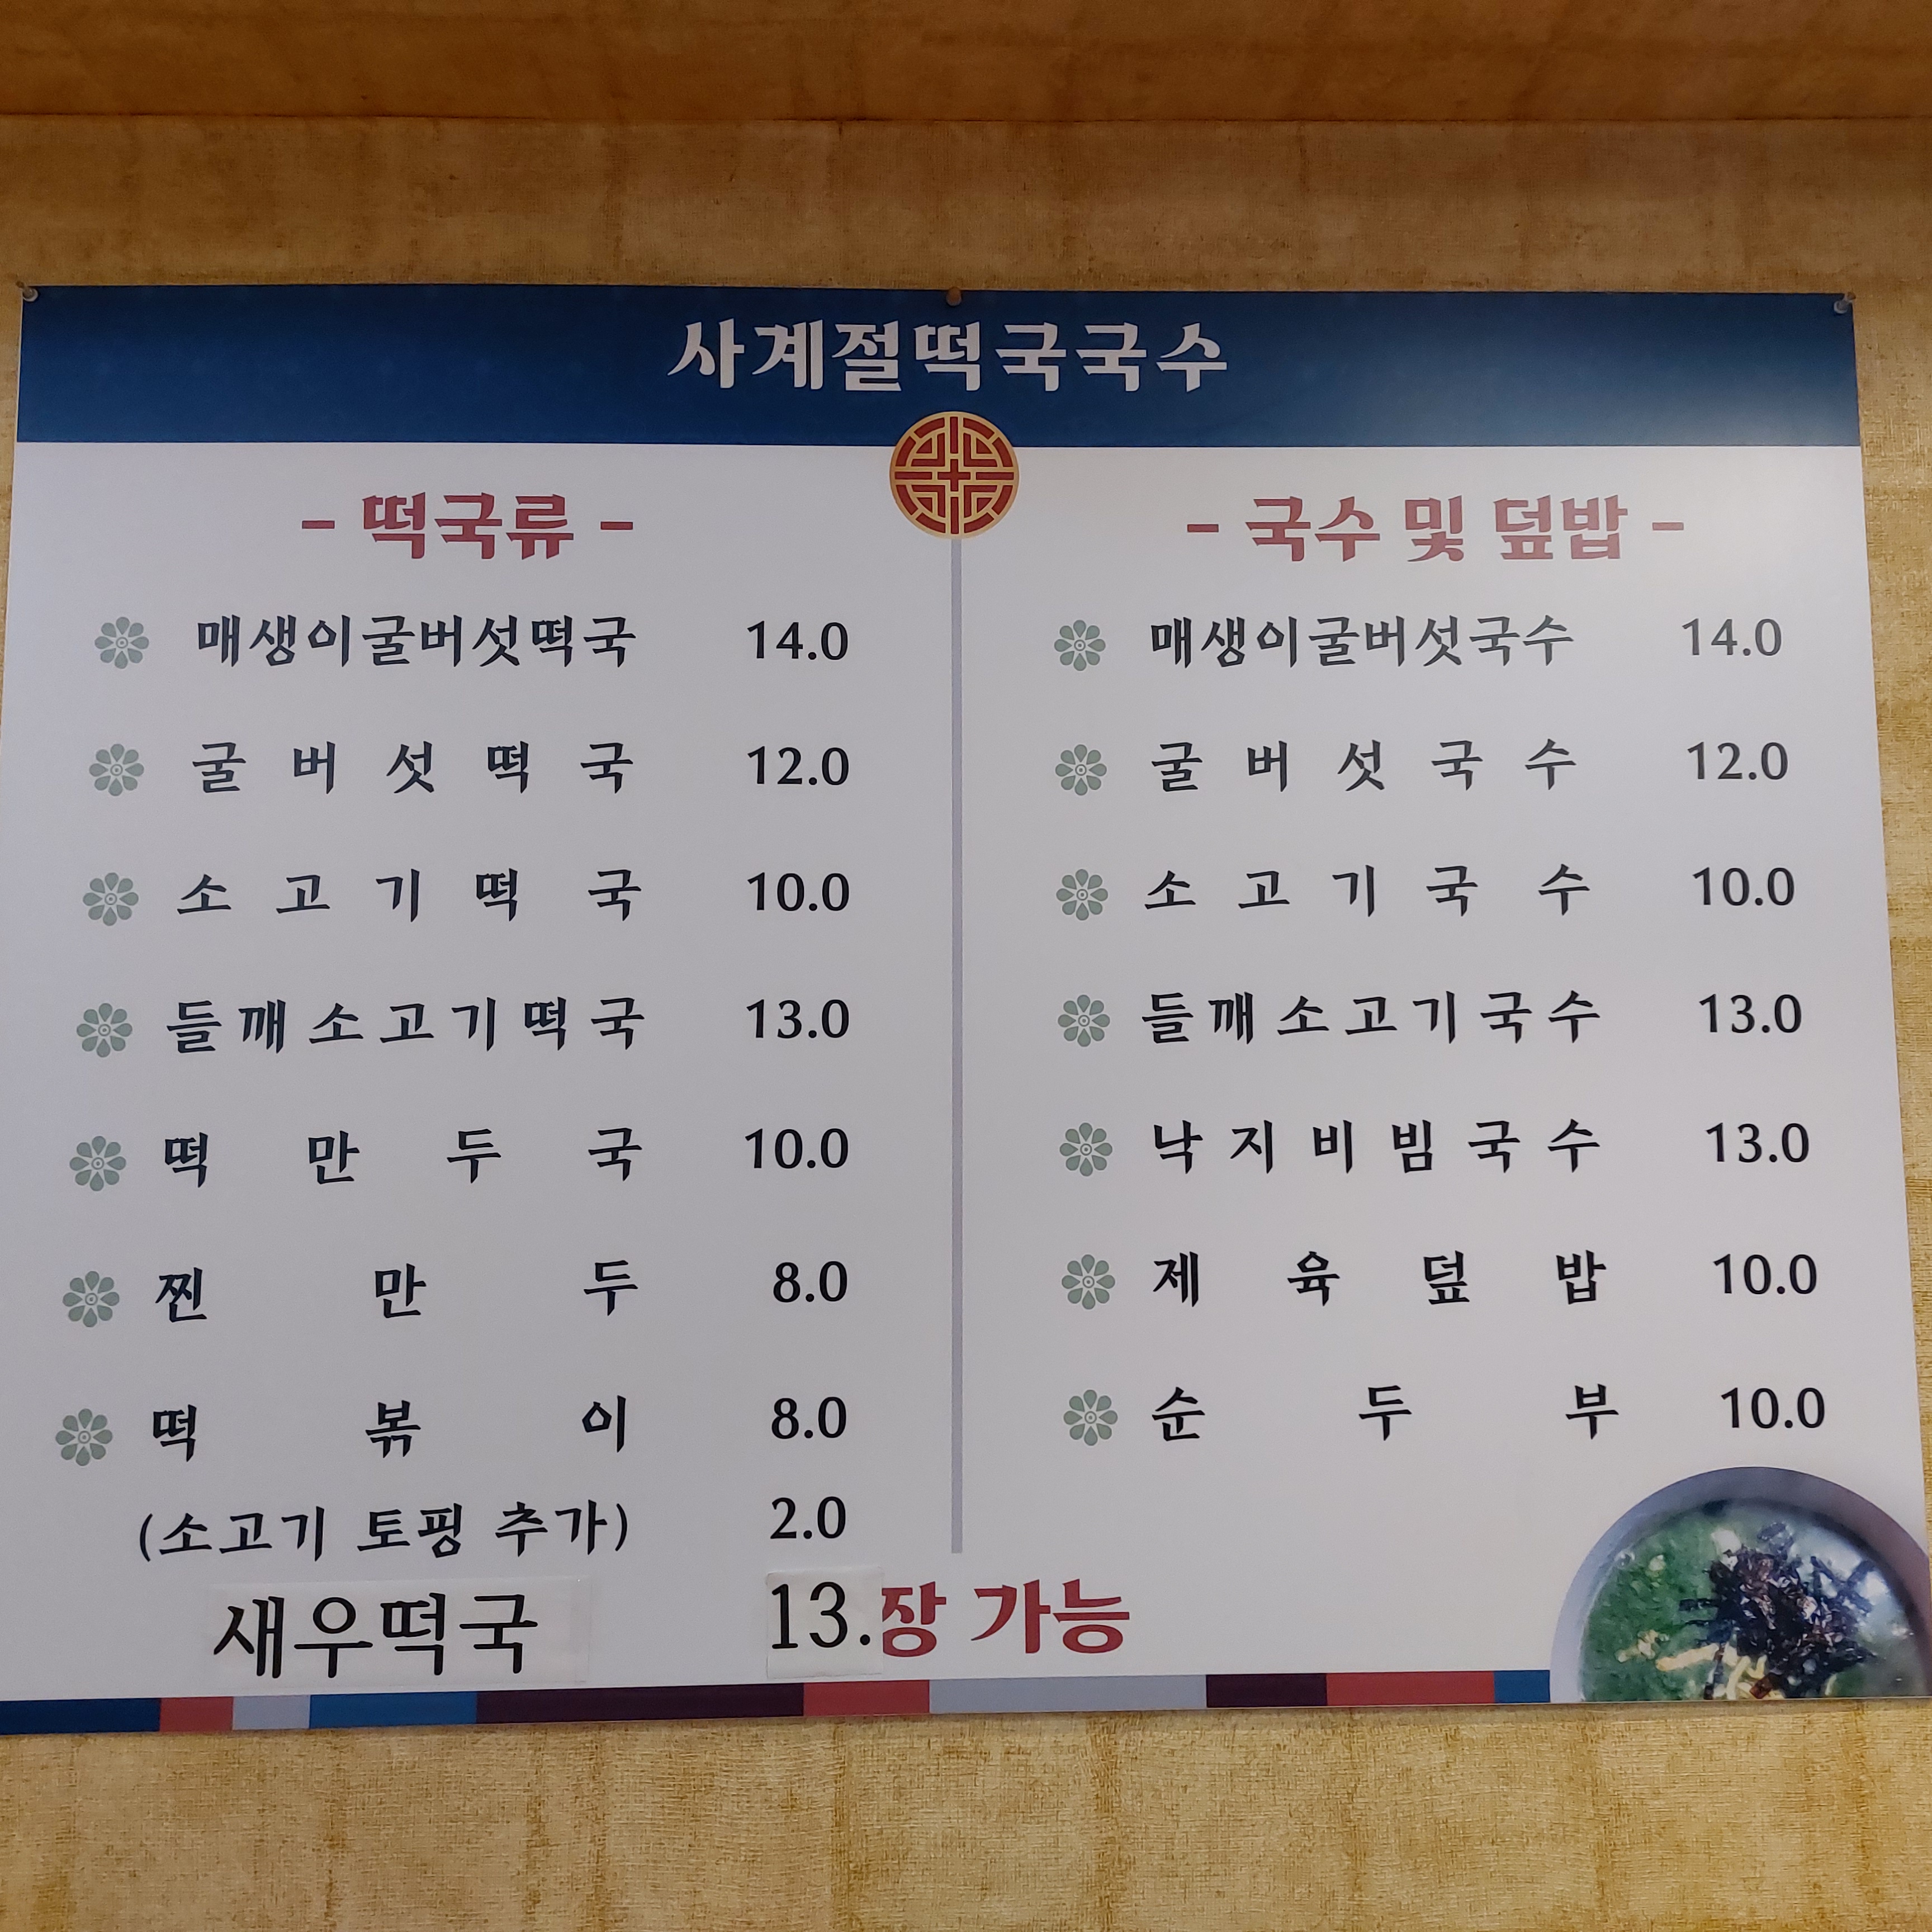 사계절떡국국수
- 떡국류 -
매생이굴버섯떡국 14.0
굴버섯떡국 12.0
소고기떡국 10.0
들깨소고기떡국 13.0
떡만두국 10.0
찐만두 8.0
떡볶이 8.0
(소고기 토핑 추가) 2.0
새우떡국 13.
장 가능
- 국수 및 덮밥 -
매생이굴버섯국수 14.0
굴버섯국수 12.0
소고기국수 10.0
들깨소고기국수 13.0
낙지비빔국수 13.0
제육덮밥 10.0
순두부 10.0